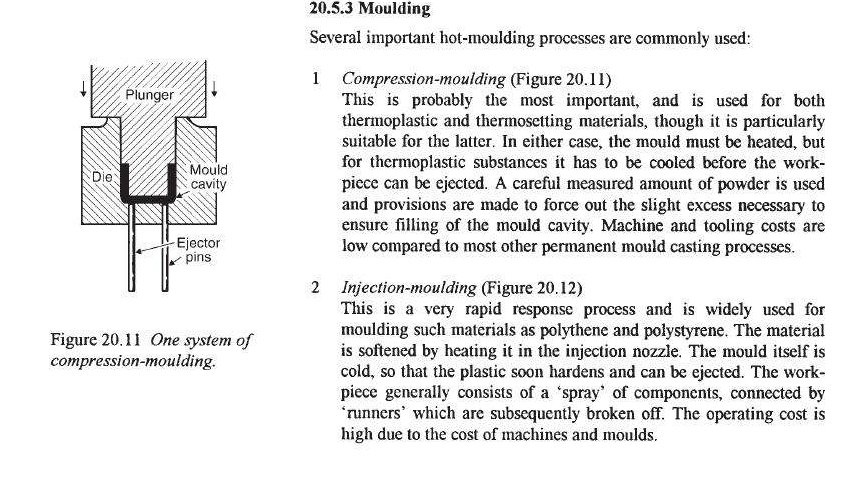 20.5.3 Moulding
Several important hot-moulding processes are commonly used:
1 Compression-moulding (Figure 20.11)
This is probably the most important, and is used for both
thermoplastic and thermosetting materials, though it is particularly
suitable for the latter. In either case, the mould must be heated, but
for thermoplastic substances it has to be cooled before the work-
piece can be ejected. A careful measured amount of powder is used
and provisions are made to force out the slight excess necessary to
ensure filling of the mould cavity. Machine and tooling costs are
low compared to most other permanent mould casting processes.
2 Injection-moulding (Figure 20.12)
This is a very rapid response process and is widely used for
moulding such materials as polythene and polystyrene. The material
is softened by heating it in the injection nozzle. The mould itself is
cold, so that the plastic soon hardens and can be ejected. The work-
piece generally consists of a ‘spray’ of components, connected by
‘runners’ which are subsequently broken off. The operating cost is
high due to the cost of machines and moulds.
Plunger
Die
Mould
cavity
Ejector
pins
Figure 20.11 One system of
compression-moulding.